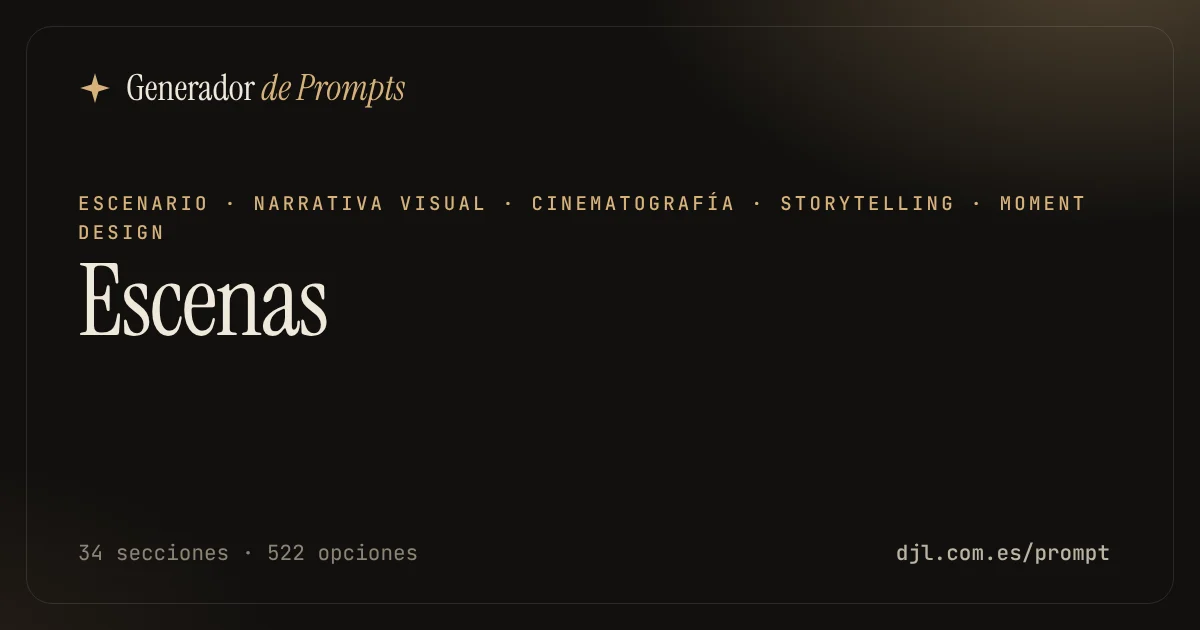 Generador de Prompts
ESCENARIO · NARRATIVA VISUAL · CINEMATOGRAFÍA · STORYTELLING · MOMENT
DESIGN
Escenas
34 secciones · 522 opciones
djl.com.es/prompt